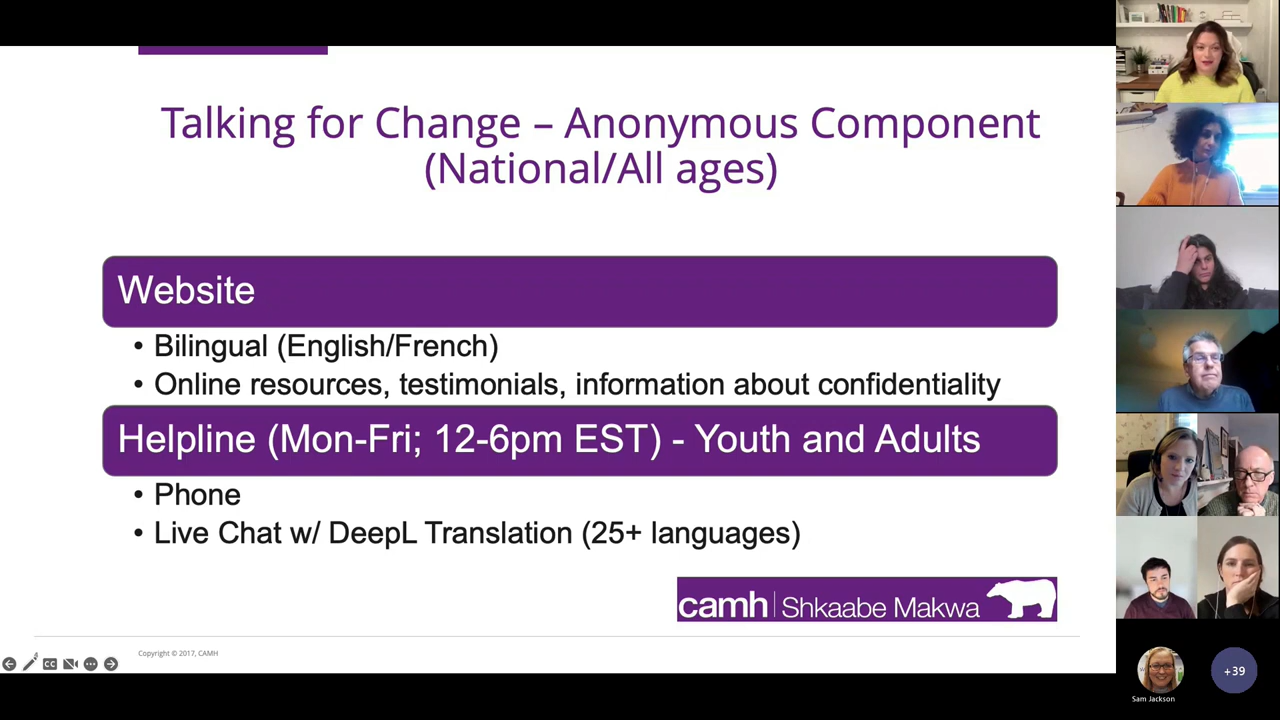 Talking for Change – Anonymous Component
(National/All ages)
Website
• Bilingual (English/French)
• Online resources, testimonials, information about confidentiality
Helpline (Mon-Fri; 12-6pm EST) - Youth and Adults
• Phone
• Live Chat w/ DeepL Translation (25+ languages)
camh | Shkaabe Makwa
Copyright © 2017, CAMH
CC
Sam Jackson
+39